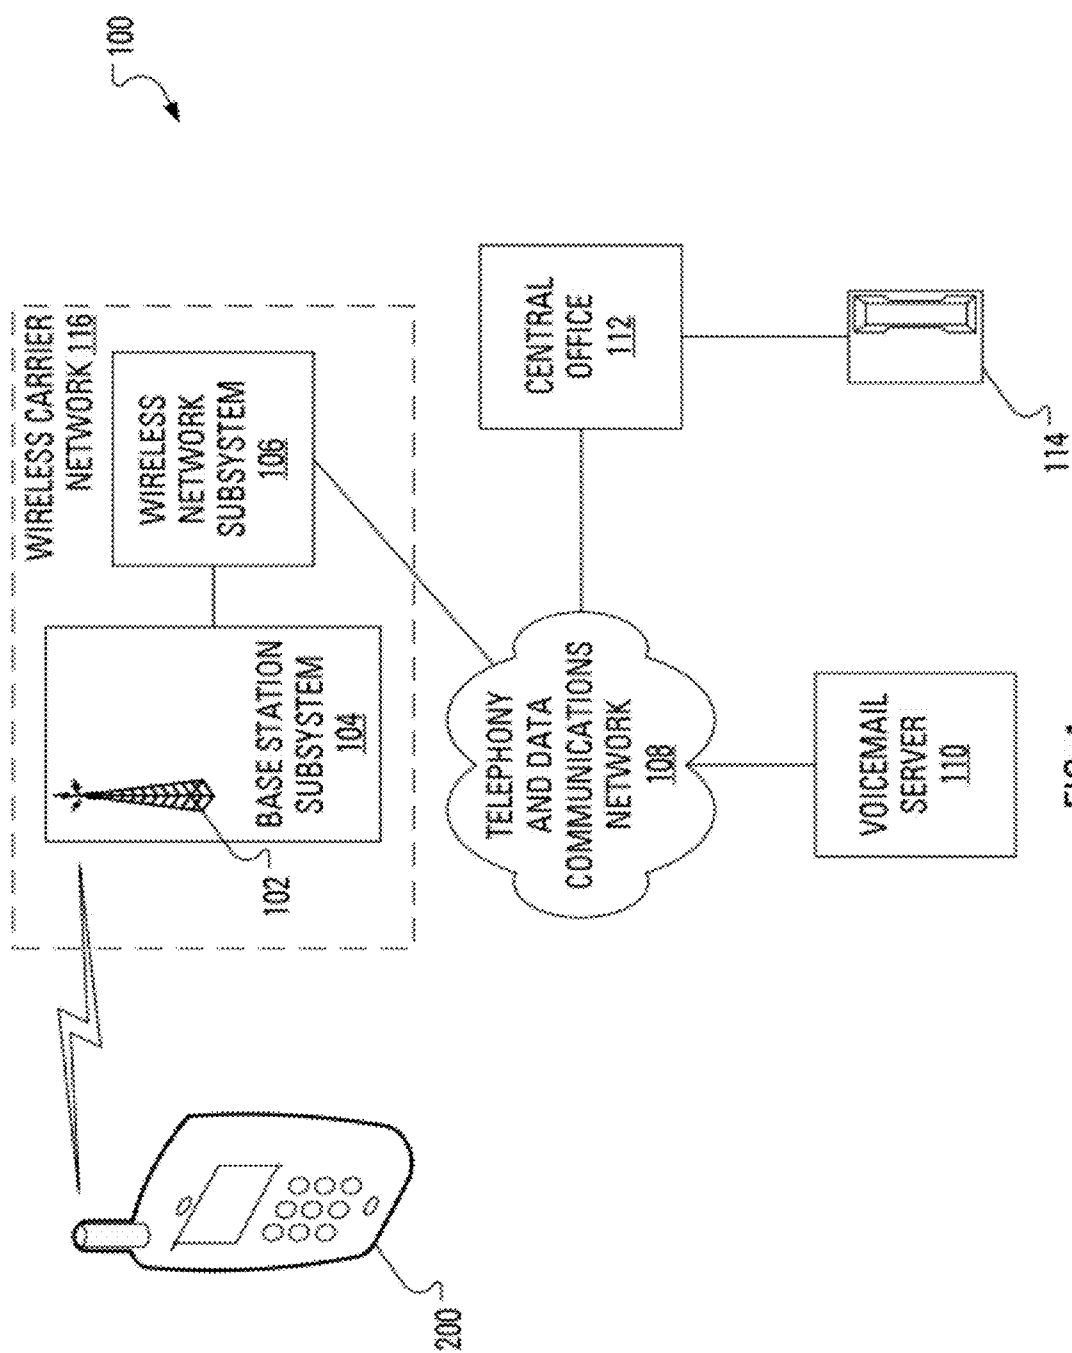 100
WIRELESS CARRIER
NETWORK 116
WIRELESS
NETWORK
SUBSYSTEM
106
BASE STATION
SUBSYSTEM
104
102
200
TELEPHONY
AND DATA
COMMUNICATIONS
NETWORK
108
CENTRAL
OFFICE
112
114
VOICEMAIL
SERVER
110